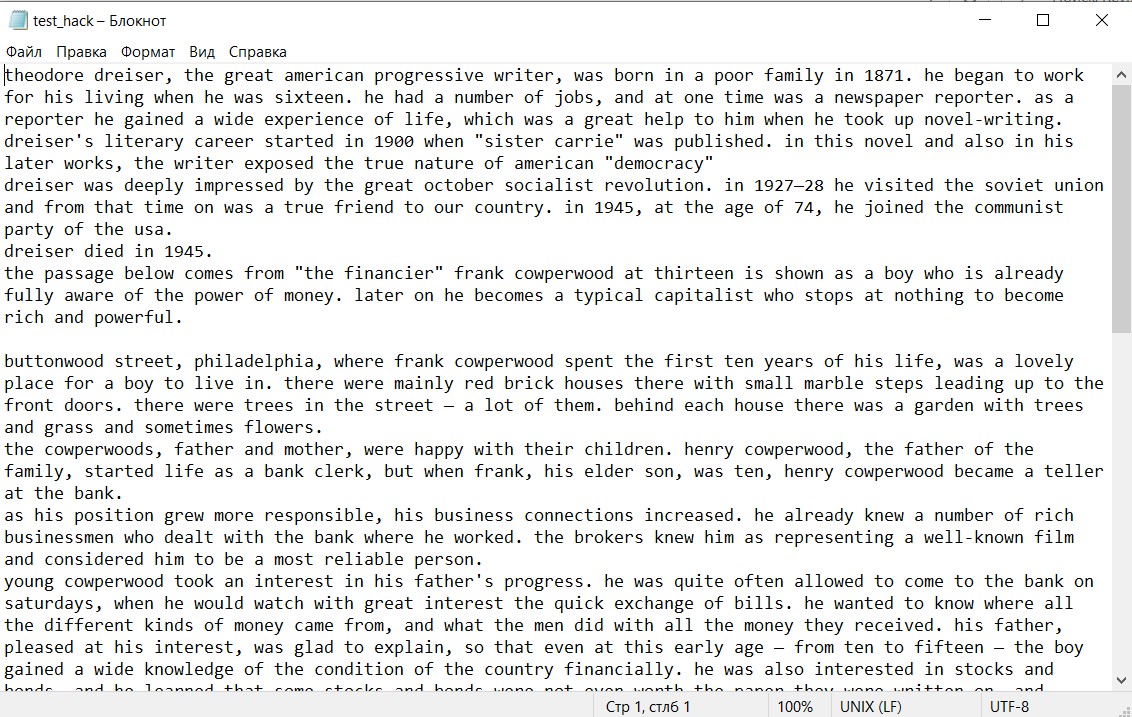 test_hack – Блокнот
Файл Правка Формат Вид Справка
theodore dreiser, the great american progressive writer, was born in a poor family in 1871. he began to work
for his living when he was sixteen. he had a number of jobs, and at one time was a newspaper reporter. as a
reporter he gained a wide experience of life, which was a great help to him when he took up novel-writing.
dreiser's literary career started in 1900 when "sister carrie" was published. in this novel and also in his
later works, the writer exposed the true nature of american "democracy"
dreiser was deeply impressed by the great october socialist revolution. in 1927—28 he visited the soviet union
and from that time on was a true friend to our country. in 1945, at the age of 74, he joined the communist
party of the usa.
dreiser died in 1945.
the passage below comes from "the financier" frank cowperwood at thirteen is shown as a boy who is already
fully aware of the power of money. later on he becomes a typical capitalist who stops at nothing to become
rich and powerful.
buttonwood street, philadelphia, where frank cowperwood spent the first ten years of his life, was a lovely
place for a boy to live in. there were mainly red brick houses there with small marble steps leading up to the
front doors. there were trees in the street — a lot of them. behind each house there was a garden with trees
and grass and sometimes flowers.
the cowperwoods, father and mother, were happy with their children. henry cowperwood, the father of the
family, started life as a bank clerk, but when frank, his elder son, was ten, henry cowperwood became a teller
at the bank.
as his position grew more responsible, his business connections increased. he already knew a number of rich
businessmen who dealt with the bank where he worked. the brokers knew him as representing a well-known film
and considered him to be a most reliable person.
young cowperwood took an interest in his father's progress. he was quite often allowed to come to the bank on
saturdays, when he would watch with great interest the quick exchange of bills. he wanted to know where all
the different kinds of money came from, and what the men did with all the money they received. his father,
pleased at his interest, was glad to explain, so that even at this early age — from ten to fifteen — the boy
gained a wide knowledge of the condition of the country financially. he was also interested in stocks and
bonds, and he learned that some stocks and bonds were not even worth the paper they were written on, and
Стр 1, стлб 1 100% UNIX (LF) UTF-8